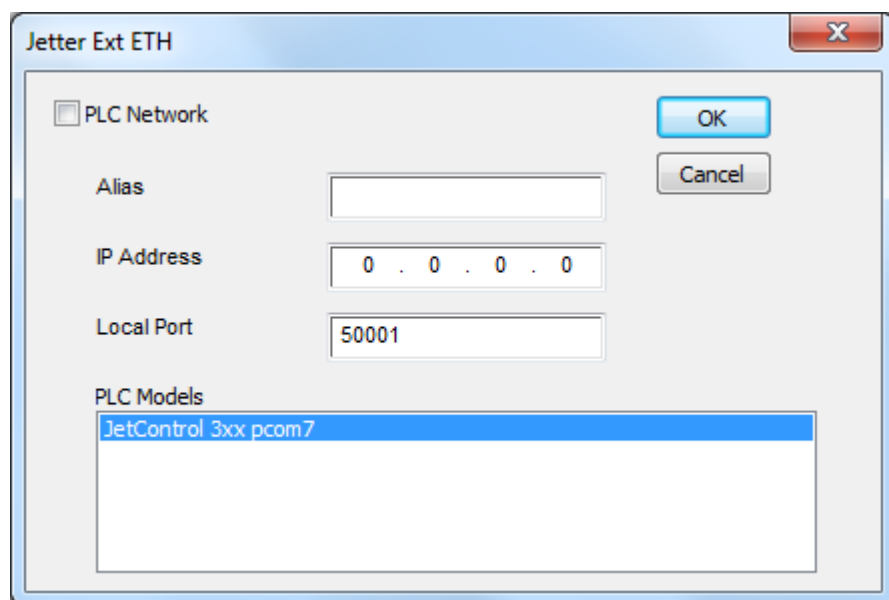 Jetter Ext ETH
PLC Network
OK
Cancel
Alias
IP Address 0 . 0 . 0 . 0
Local Port 50001
PLC Models
JetControl 3xx pcom7